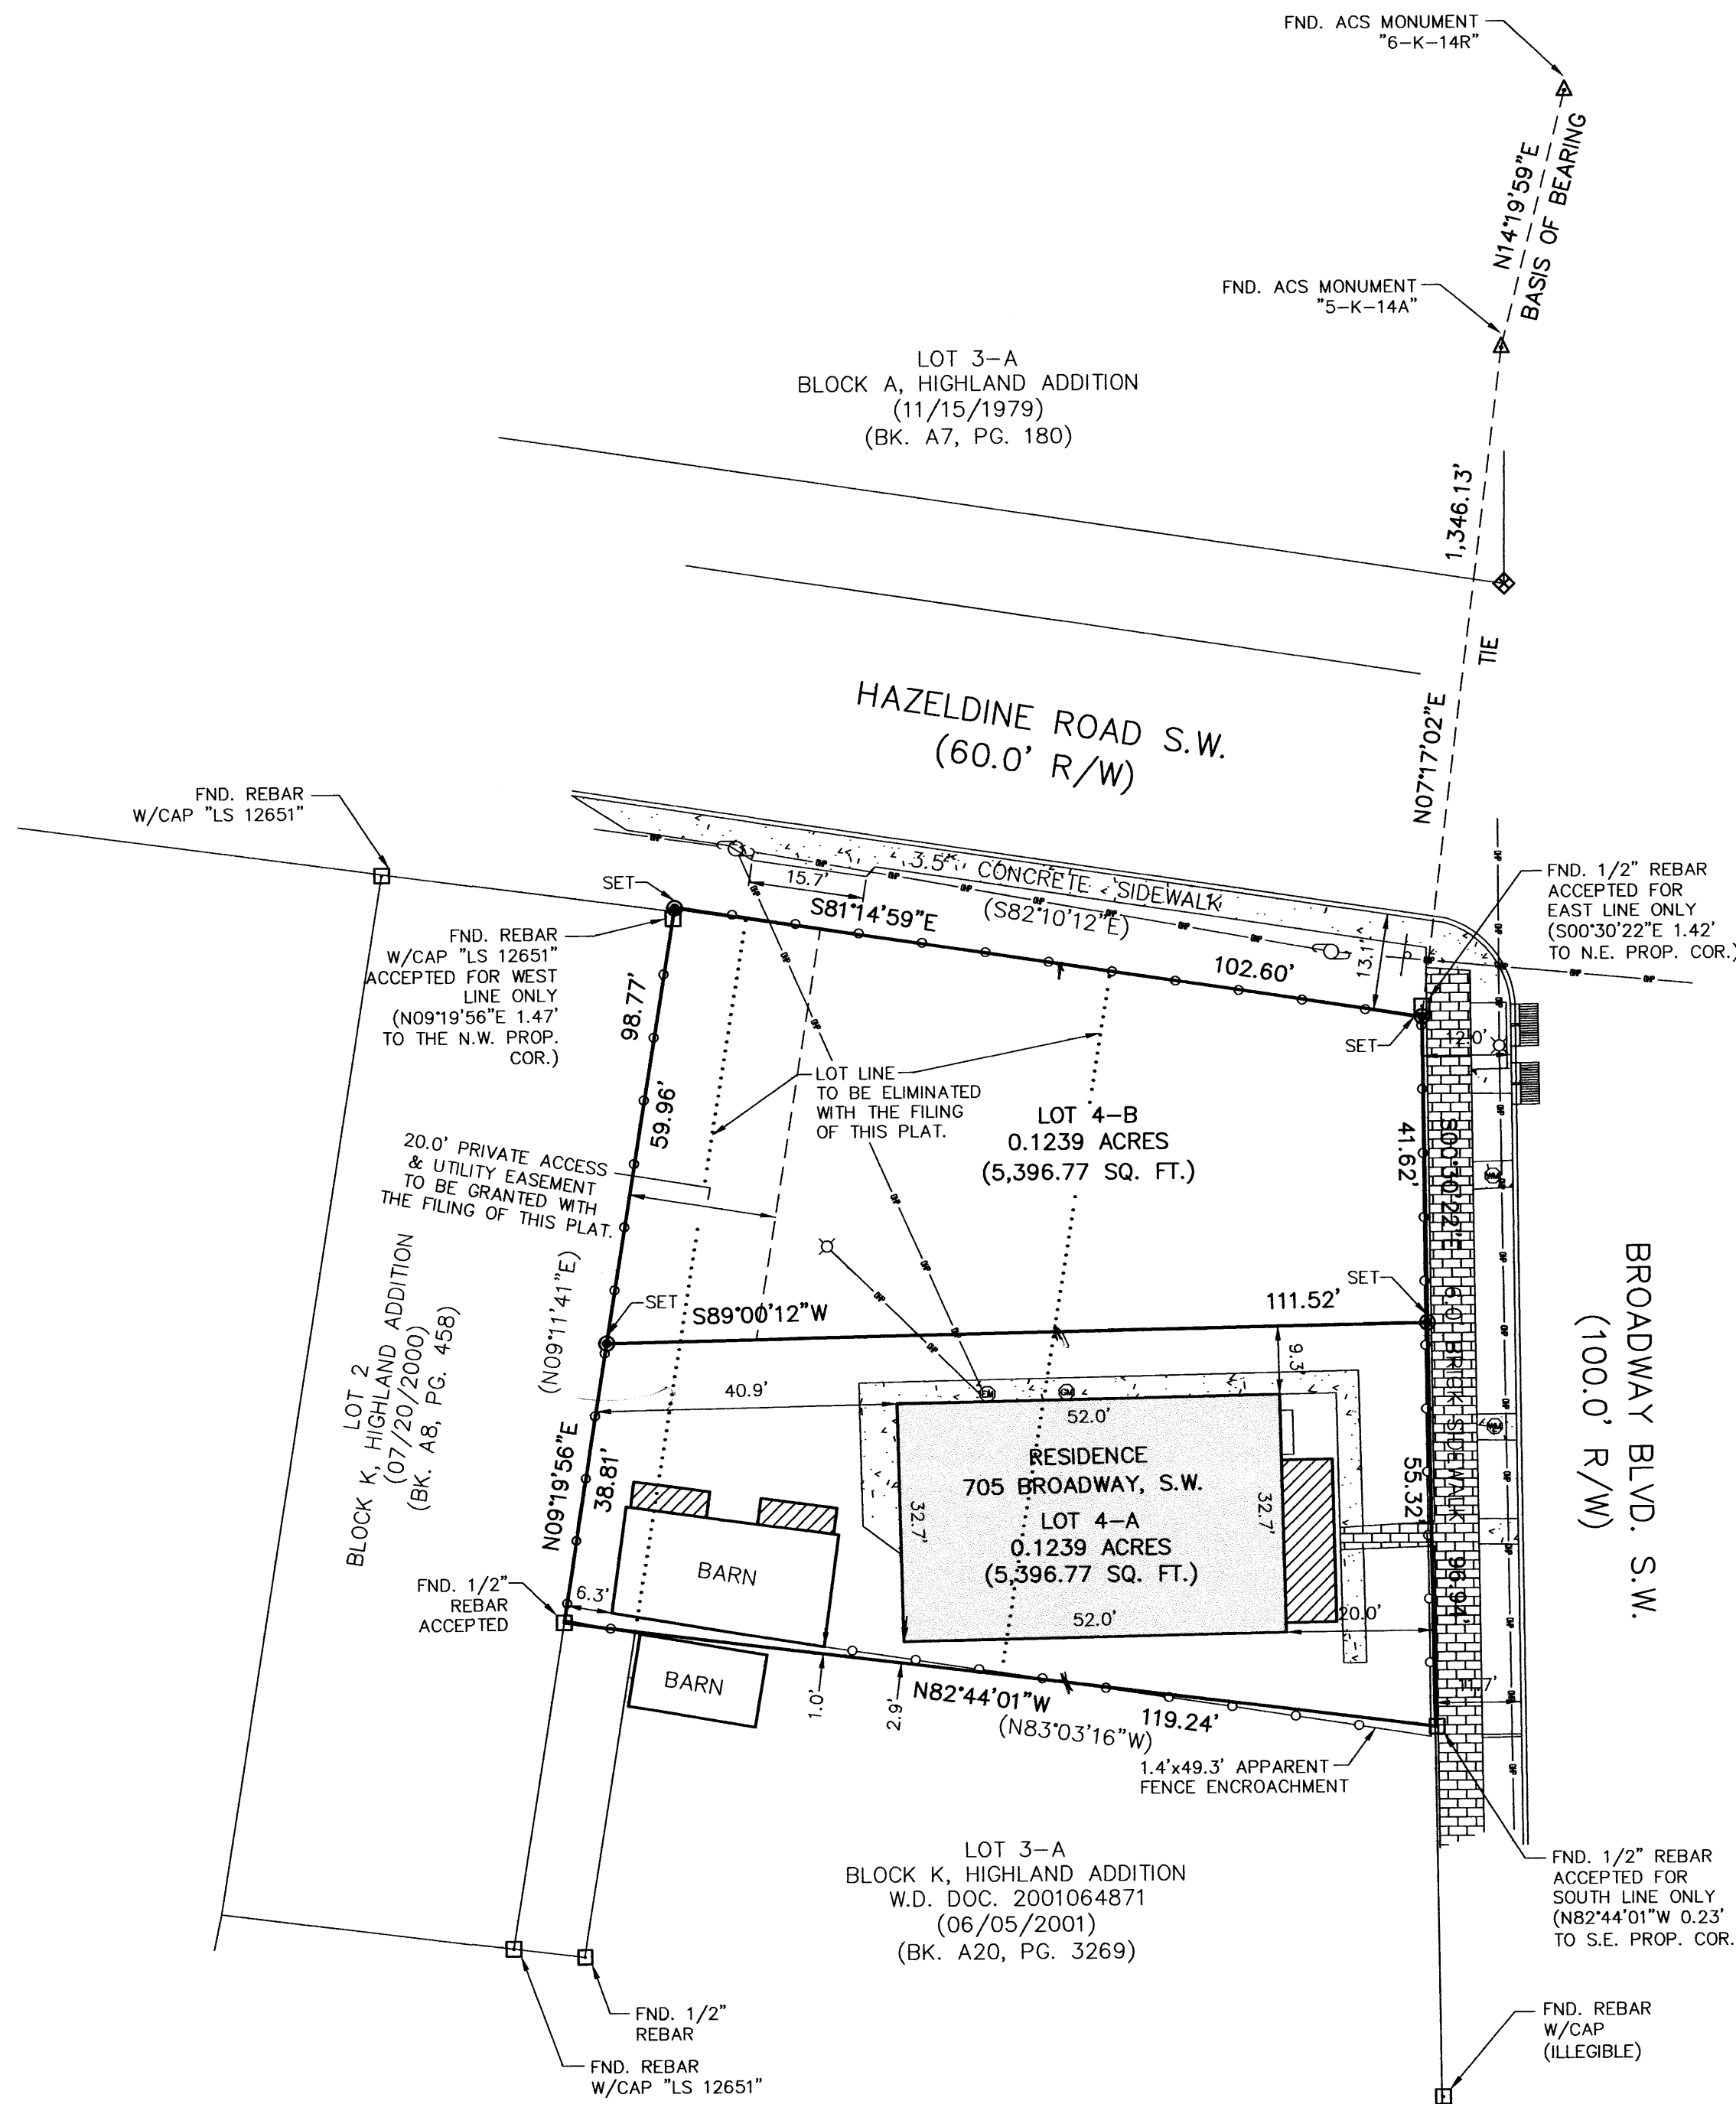 FND. ACS MONUMENT
"6-K-14R"
N14°19'59"E
BASIS OF BEARING
FND. ACS MONUMENT
"5-K-14A"
LOT 3-A
BLOCK A, HIGHLAND ADDITION
(11/15/1979)
(BK. A7, PG. 180)
1,346.13'
TIE
N07°17'02"E
HAZELDINE ROAD S.W.
(60.0' R/W)
FND. REBAR
W/CAP "LS 12651"
SET
FND. REBAR
W/CAP "LS 12651"
ACCEPTED FOR WEST
LINE ONLY
(N09°19'56"E 1.47'
TO THE N.W. PROP.
COR.)
3.5' CONCRETE SIDEWALK
15.7'
S81°14'59"E
(S82°10'12"E)
102.60'
13.1'
FND. 1/2" REBAR
ACCEPTED FOR
EAST LINE ONLY
(S00°30'22"E 1.42'
TO N.E. PROP. COR.)
SET
12.0'
98.77'
59.96'
LOT LINE
TO BE ELIMINATED
WITH THE FILING
OF THIS PLAT.
LOT 4-B
0.1239 ACRES
(5,396.77 SQ. FT.)
20.0' PRIVATE ACCESS
& UTILITY EASEMENT
TO BE GRANTED WITH
THE FILING OF THIS PLAT.
41.62'
S00°30'22"E
WM
LOT 2
BLOCK K, HIGHLAND ADDITION
(07/20/2000)
(BK. A8, PG. 458)
(N09°11'41"E)
SET
S89°00'12"W
111.52'
SET
BROADWAY BLVD. S.W.
(100.0' R/W)
6.0' BRICK SIDEWALK
9.3'
40.9'
EM
GM
52.0'
RESIDENCE
705 BROADWAY, S.W.
LOT 4-A
0.1239 ACRES
(5,396.77 SQ. FT.)
32.7'
32.7'
52.0'
20.0'
55.32'
96.94'
WM
N09°19'56"E
38.81'
BARN
6.3'
FND. 1/2"
REBAR
ACCEPTED
BARN
1.0'
2.9'
N82°44'01"W
(N83°03'16"W)
119.24'
11.7'
1.4'x49.3' APPARENT
FENCE ENCROACHMENT
LOT 3-A
BLOCK K, HIGHLAND ADDITION
W.D. DOC. 2001064871
(06/05/2001)
(BK. A20, PG. 3269)
FND. 1/2" REBAR
ACCEPTED FOR
SOUTH LINE ONLY
(N82°44'01"W 0.23'
TO S.E. PROP. COR.
FND. 1/2"
REBAR
FND. REBAR
W/CAP "LS 12651"
FND. REBAR
W/CAP
(ILLEGIBLE)